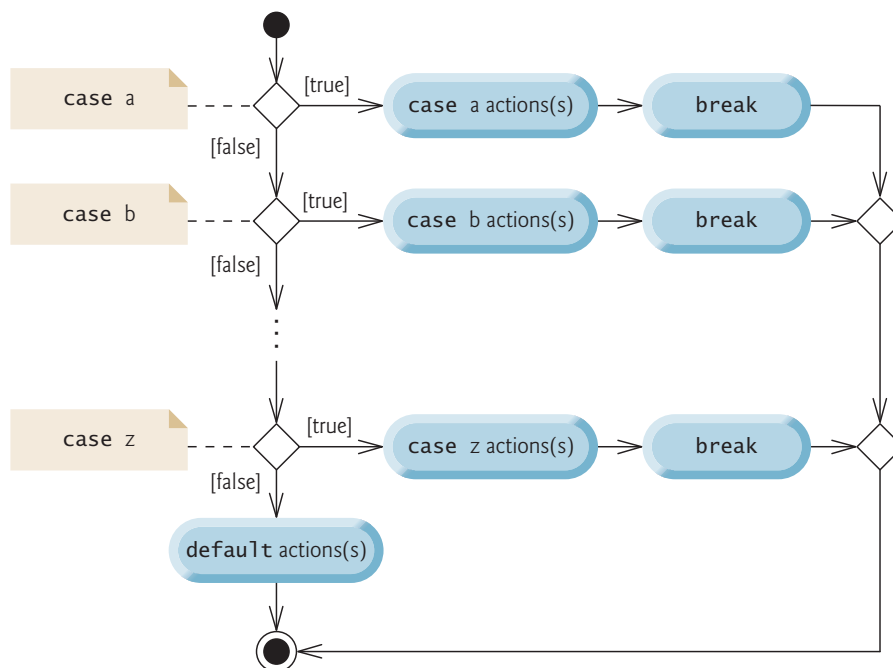 [true]
case a
case a actions(s)
break
[false]
case b
[true]
case b actions(s)
break
[false]
case z
[true]
case z actions(s)
break
[false]
default actions(s)